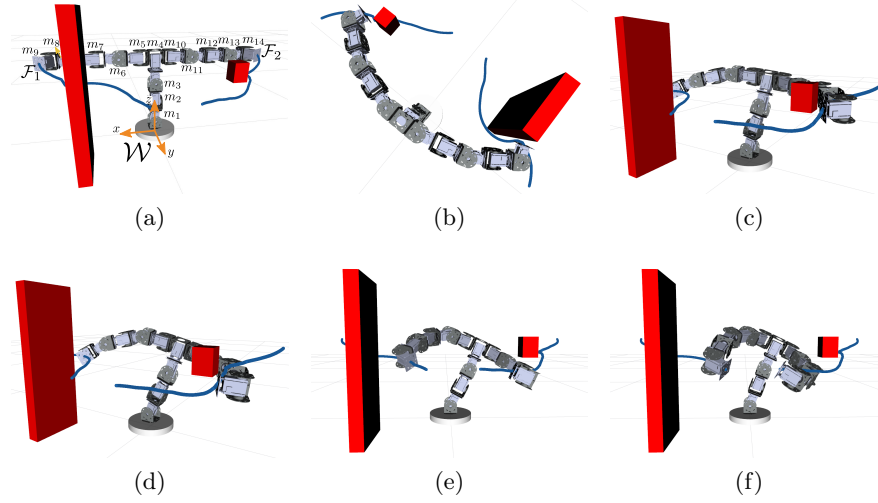 m₉ m₈ m₇ m₆ m₅ m₄ m₁₀ m₁₁ m₁₂ m₁₃ m₁₄
ℱ₁ ℱ₂
m₃
z m₂
m₁
x 𝒲 y
(a) (b) (c)
(d) (e) (f)